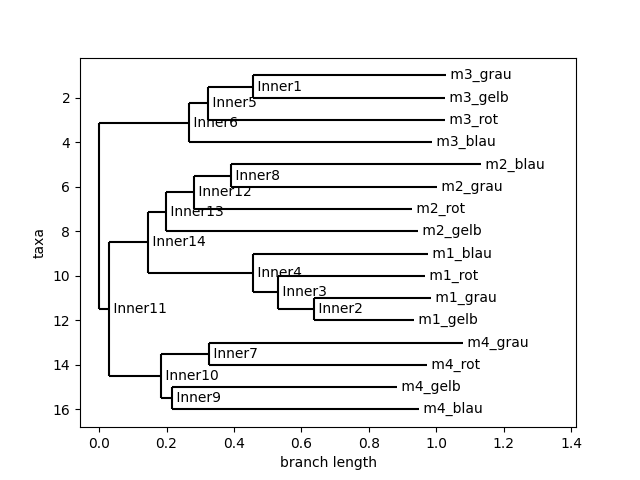 m3_grau
Inner1
2 m3_gelb
Inner5
m3_rot
Inner6
4 m3_blau
m2_blau
Inner8
6 m2_grau
Inner12
m2_rot
Inner13
8 m2_gelb
Inner14
m1_blau
Inner4
10 m1_rot
Inner3
m1_grau
Inner11 Inner2
12 m1_gelb
m4_grau
Inner7
14 m4_rot
Inner10
m4_gelb
Inner9
16 m4_blau
taxa
0.0 0.2 0.4 0.6 0.8 1.0 1.2 1.4
branch length